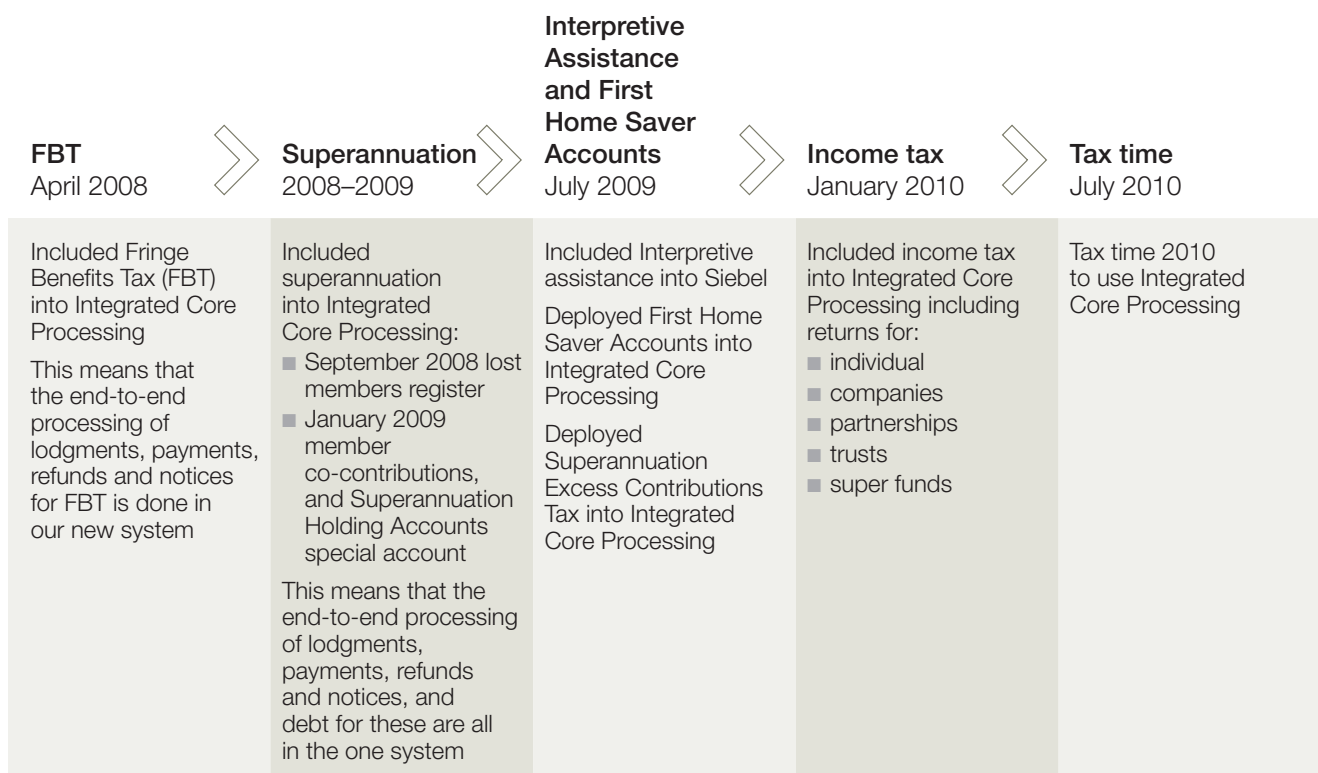 FBT
April 2008
Superannuation
2008–2009
Interpretive
Assistance
and First
Home Saver
Accounts
July 2009
Income tax
January 2010
Tax time
July 2010
Included Fringe
Benefits Tax (FBT)
into Integrated Core
Processing
This means that
the end-to-end
processing of
lodgments, payments,
refunds and notices
for FBT is done in
our new system
Included
superannuation
into Integrated
Core Processing:
■ September 2008 lost
members register
■ January 2009
member
co-contributions,
and Superannuation
Holding Accounts
special account
This means that the
end-to-end processing
of lodgments,
payments, refunds
and notices, and
debt for these are all
in the one system
Included Interpretive
assistance into Siebel
Deployed First Home
Saver Accounts into
Integrated Core
Processing
Deployed
Superannuation
Excess Contributions
Tax into Integrated
Core Processing
Included income tax
into Integrated Core
Processing including
returns for:
■ individual
■ companies
■ partnerships
■ trusts
■ super funds
Tax time 2010
to use Integrated
Core Processing